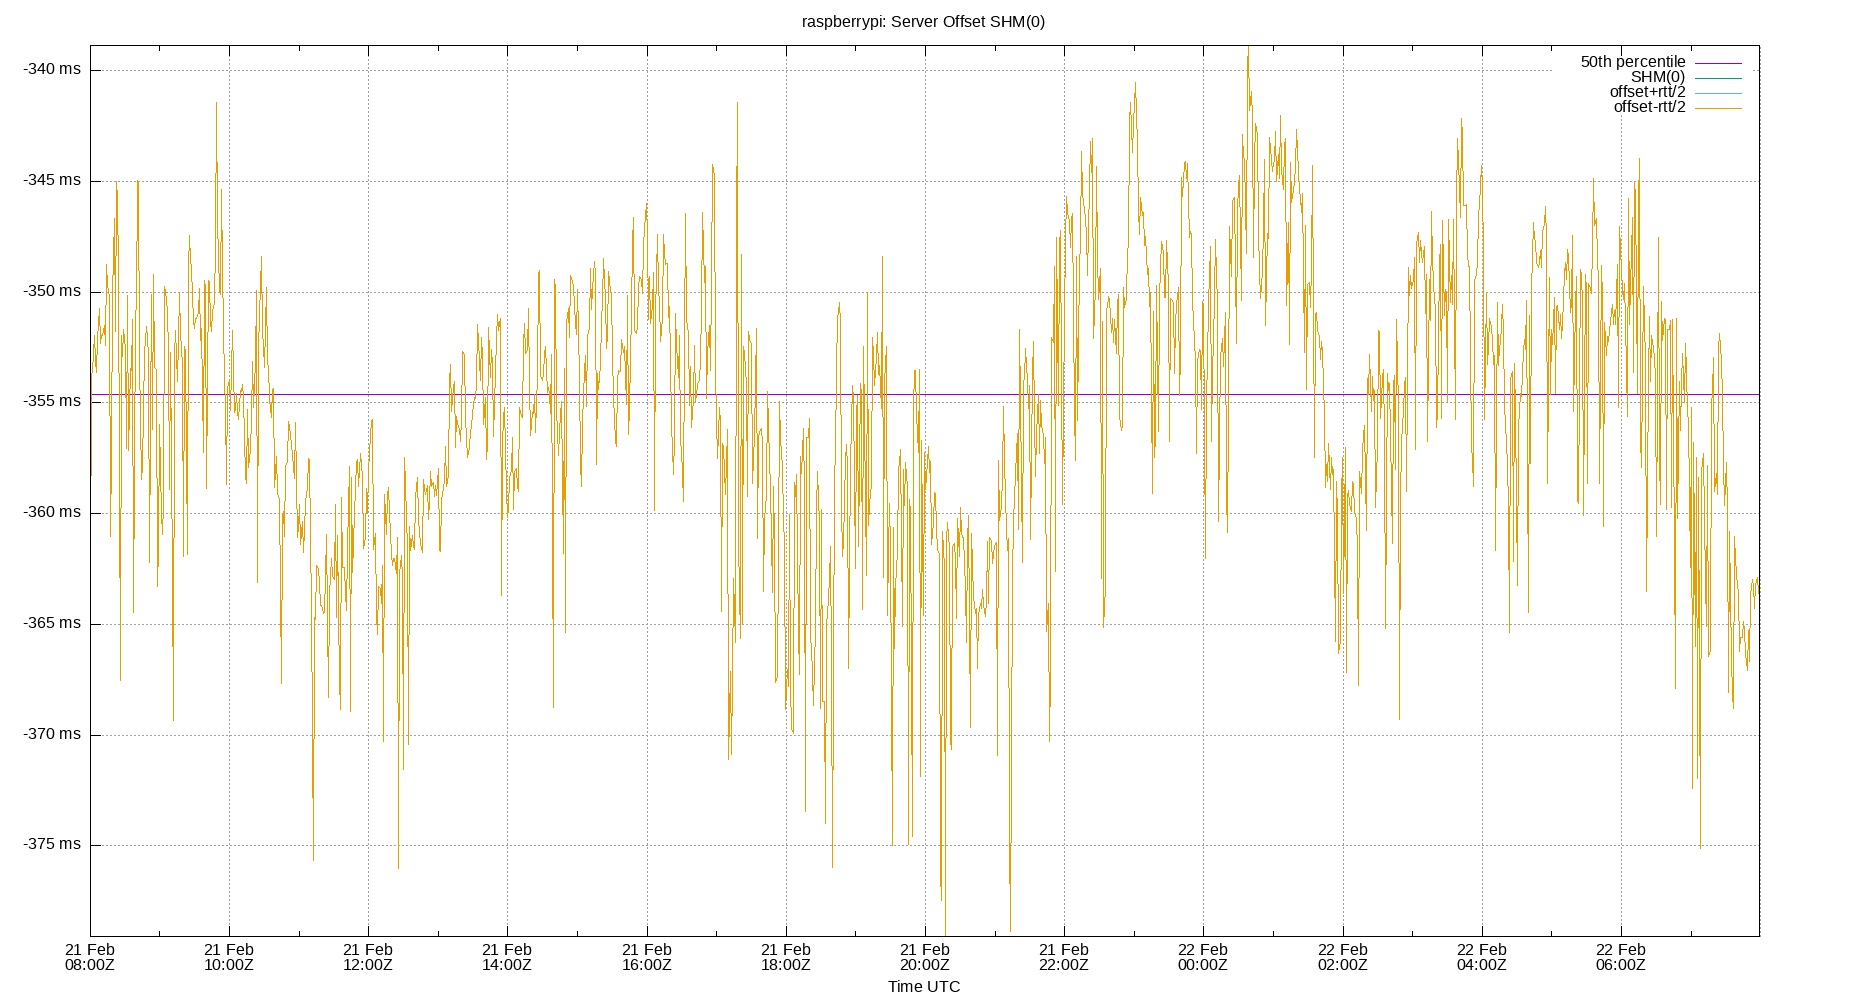 raspberrypi: Server Offset SHM(0)
50th percentile
SHM(0)
offset+rtt/2
offset-rtt/2
-340 ms
-345 ms
-350 ms
-355 ms
-360 ms
-365 ms
-370 ms
-375 ms
21 Feb 21 Feb 21 Feb 21 Feb 21 Feb 21 Feb 21 Feb 21 Feb 22 Feb 22 Feb 22 Feb 22 Feb
08:00Z 10:00Z 12:00Z 14:00Z 16:00Z 18:00Z 20:00Z 22:00Z 00:00Z 02:00Z 04:00Z 06:00Z
Time UTC